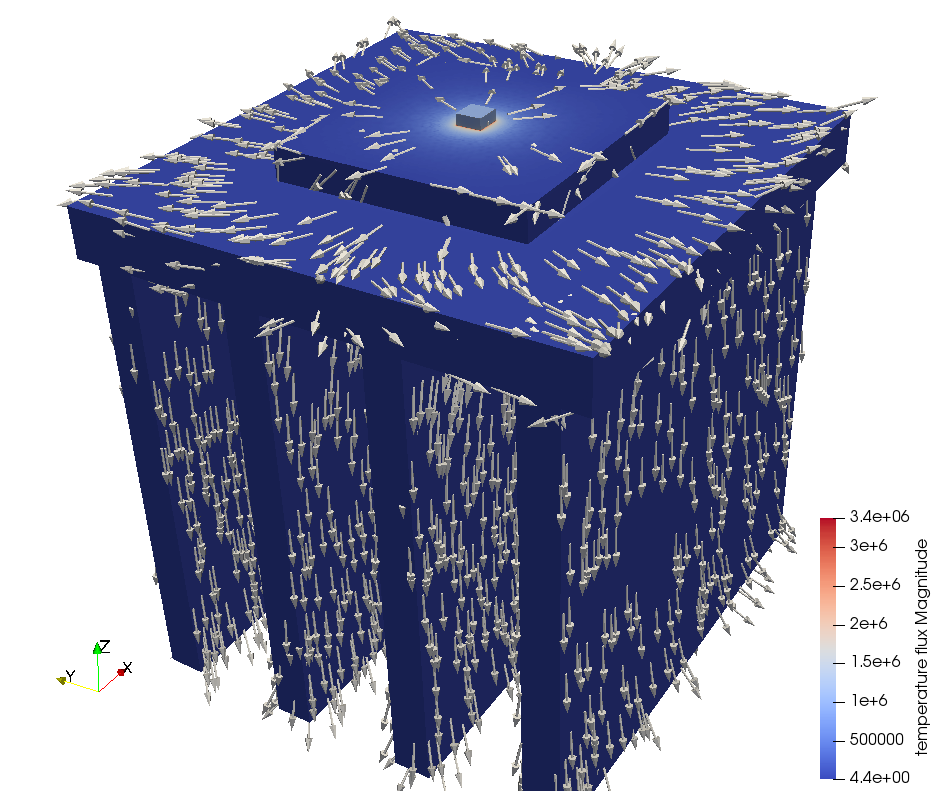 Z
Y
X
3.4e+06
3e+6
2.5e+6
2e+6
1.5e+6
1e+6
500000
4.4e+00
temperature flux Magnitude